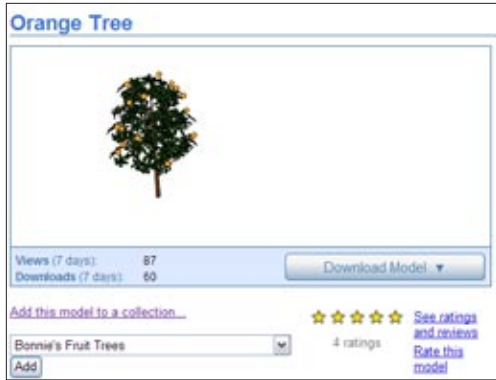 Orange Tree
Views (7 days): 87
Downloads (7 days): 60
Download Model ▼
Add this model to a collection...
Bonnie's Fruit Trees
Add
4 ratings
See ratings
and reviews
Rate this
model